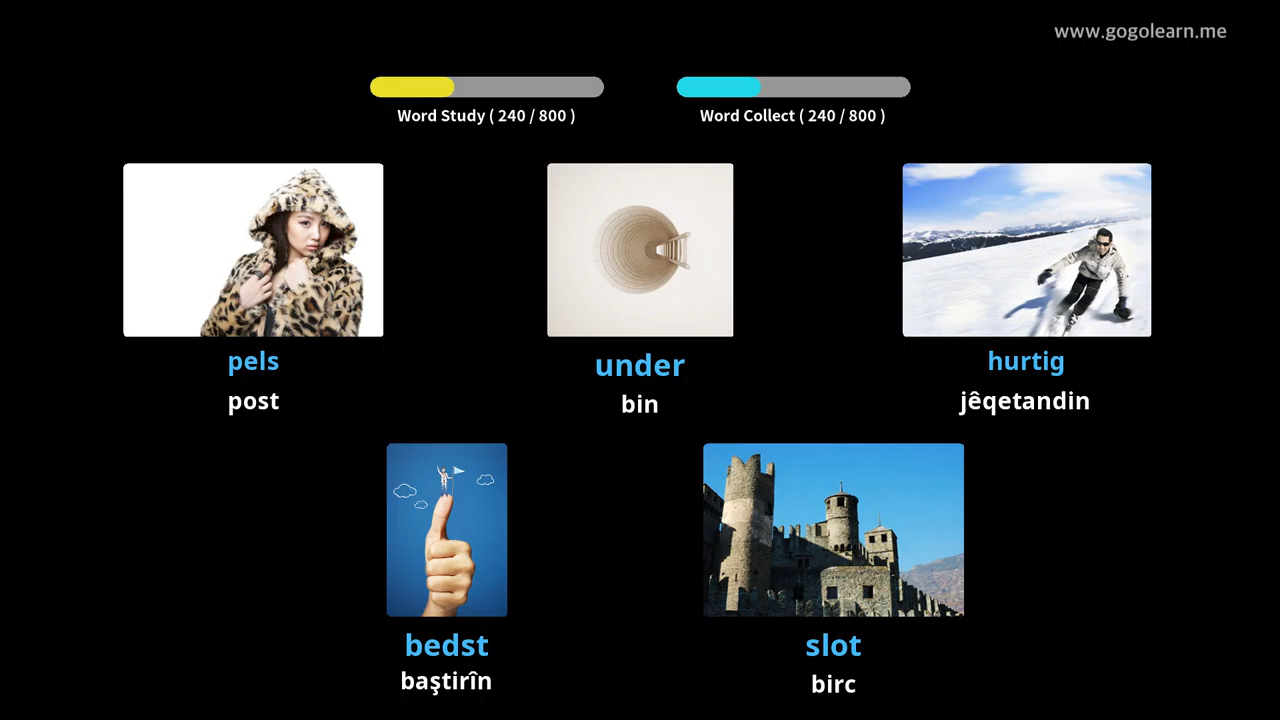 www.gogolearn.me
Word Study ( 240 / 800 )
Word Collect ( 240 / 800 )
pels
post
under
bin
hurtig
jêqetandin
bedst
baştirîn
slot
birc